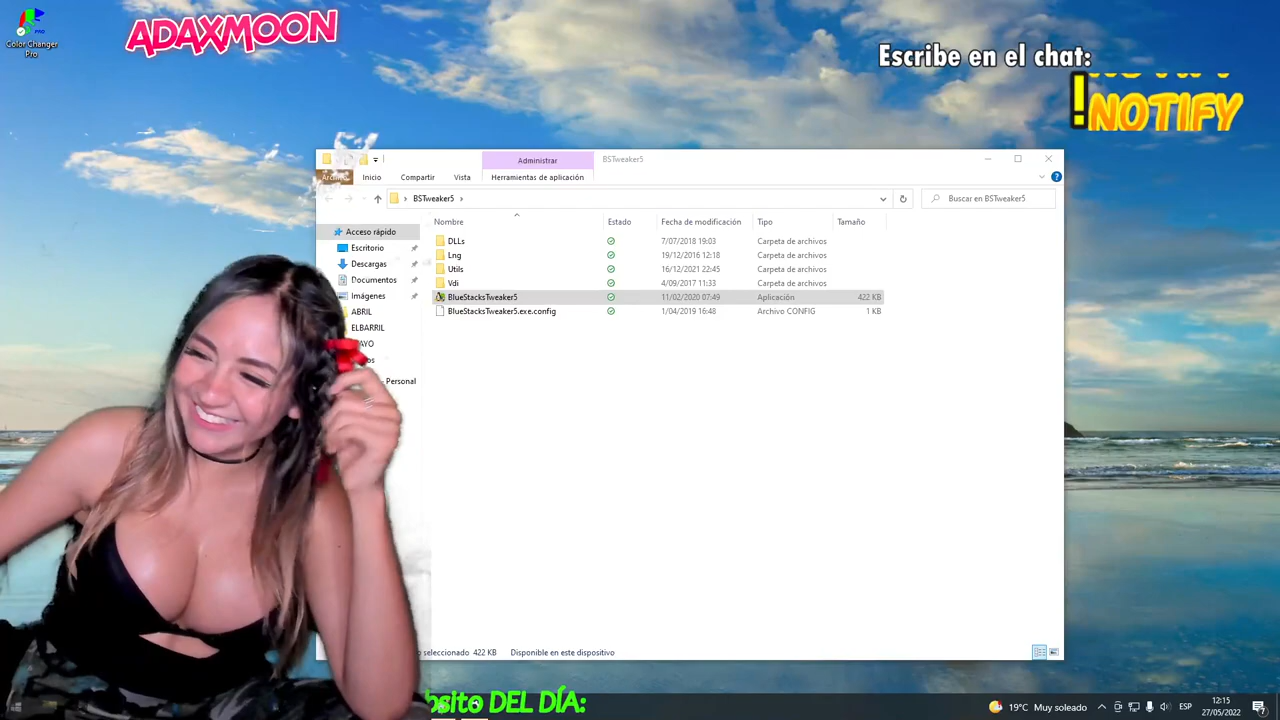 Color Changer
Pro
ADAXMOON
Escribe en el chat:
!NOTIFY
Administrar
BSTweaker5
Inicio
Compartir
Vista
Herramientas de aplicación
BSTweaker5
Buscar en BSTweaker5
Nombre
Estado
Fecha de modificación
Tipo
Tamaño
Acceso rápido
Escritorio
Descargas
Documentos
Imágenes
ABRIL
ELBARRIL
AYO
Personal
DLLs 7/07/2018 19:03 Carpeta de archivos
Lng 19/12/2016 12:18 Carpeta de archivos
Utils 16/12/2021 22:45 Carpeta de archivos
Vdi 4/09/2017 11:33 Carpeta de archivos
BlueStacksTweaker5 11/02/2020 07:49 Aplicación 422 KB
BlueStacksTweaker5.exe.config 1/04/2019 16:48 Archivo CONFIG 1 KB
seleccionado 422 KB
Disponible en este dispositivo
DEL DÍA:
19°C Muy soleado
ESP
12:15
27/05/2022